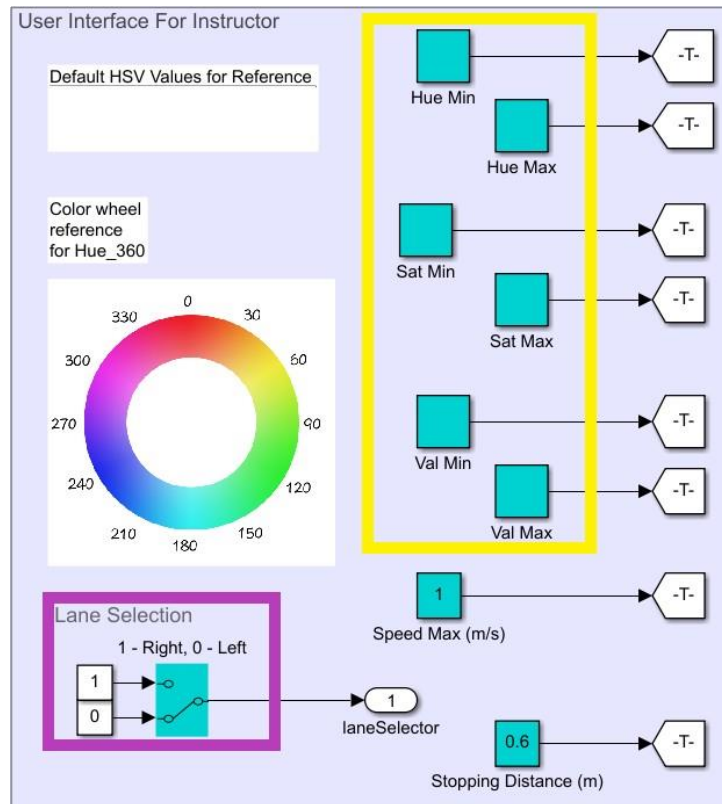 User Interface For Instructor
Default HSV Values for Reference
Hue Min
-T-
Hue Max
-T-
Color wheel
reference
for Hue_360
Sat Min
-T-
Sat Max
-T-
0
30
60
90
120
150
180
210
240
270
300
330
Val Min
-T-
Val Max
-T-
1
Speed Max (m/s)
-T-
Lane Selection
1 - Right, 0 - Left
1
0
1
laneSelector
0.6
Stopping Distance (m)
-T-